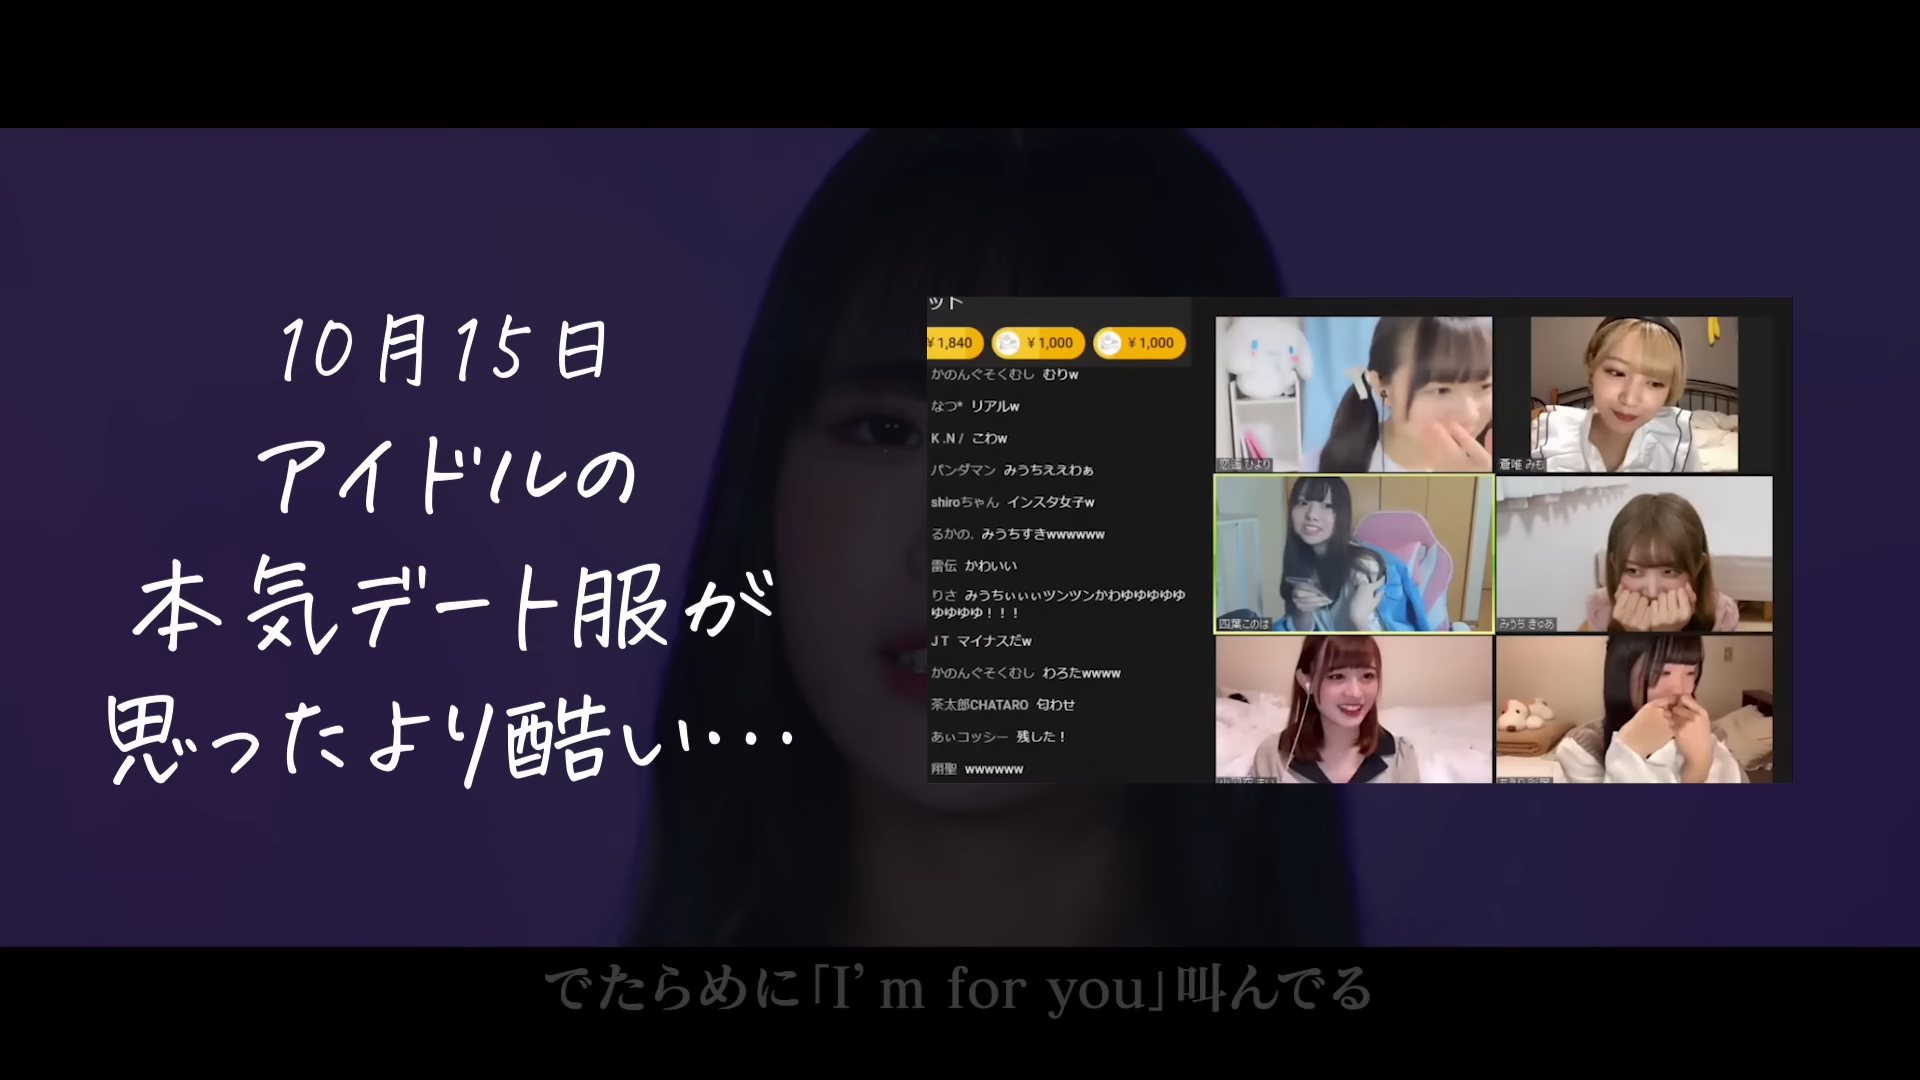 10月15日
アイドルの
本気デート服が
思ったより酷い・・・
ット
¥1,840 ¥1,000 ¥1,000
かのんぐそくむし むりw
なつ* リアルw
K.N / こわw
パンダマン みうちええわぁ
shiroちゃん インスタ女子w
るかの、みうちすきwwwwww
雷伝 かわいい
りさ みうちぃぃぃツンツンかわゆゆゆゆゆ
ゆゆゆゆ！！！
JT マイナスだw
かのんぐそくむし わろたwwww
茶太郎CHATARO 匂わせ
あぃコッシー 残した！
翔聖 wwwwww
ひより
蒼唯 みむ
四葉このは
みうち きゅあ
でたらめに「I'm for you」叫んでる